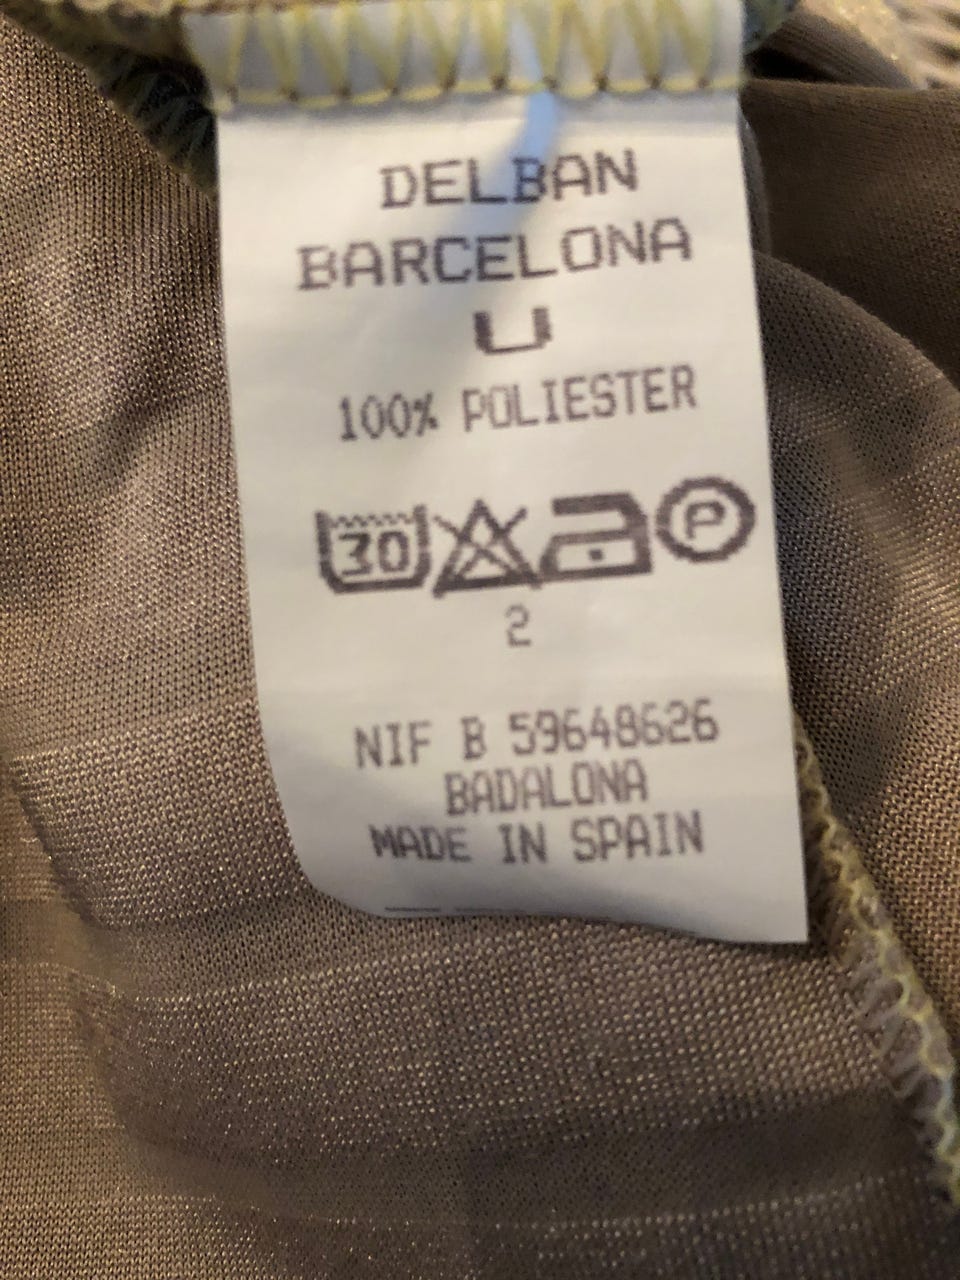 DELBAN
BARCELONA
U
100% POLIESTER
30 P
2
NIF B 59648626
BADALONA
MADE IN SPAIN